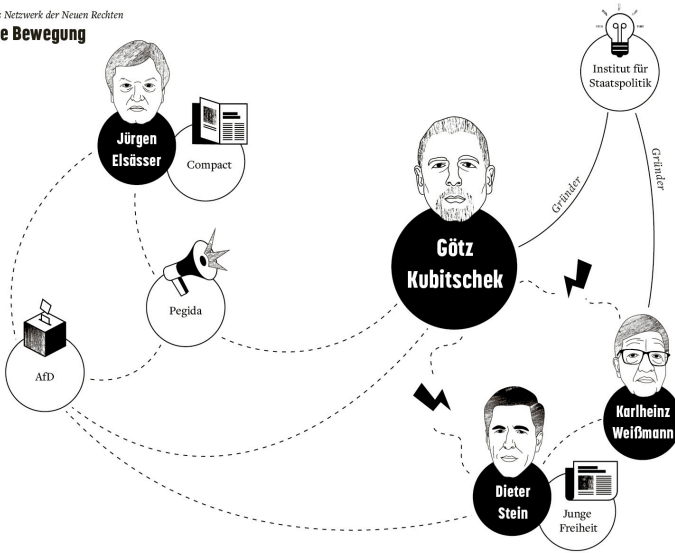 Netzwerk der Neuen Rechten
e Bewegung
Institut für
Staatspolitik
Jürgen
Elsässer
Compact
Gründer
Gründer
Götz
Kubitschek
Pegida
AfD
Karlheinz
Weißmann
Dieter
Stein
Junge
Freiheit